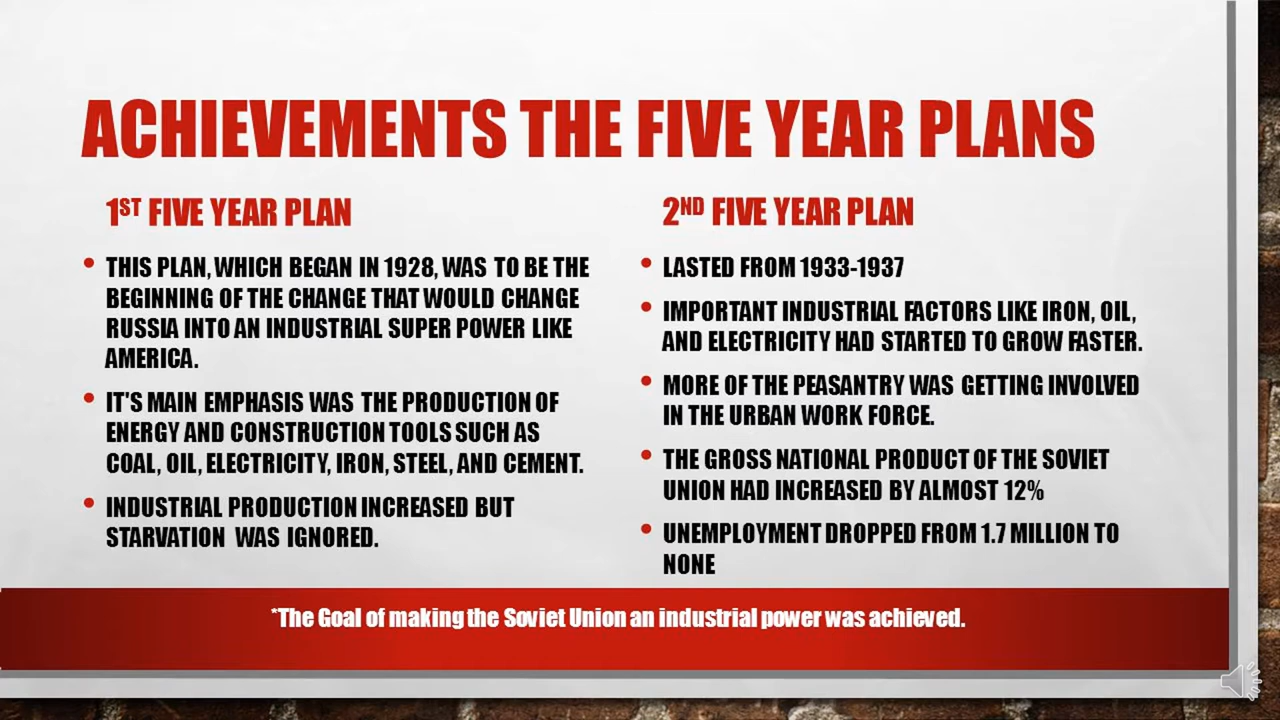 ACHIEVEMENTS THE FIVE YEAR PLANS
1ST FIVE YEAR PLAN
• THIS PLAN, WHICH BEGAN IN 1928, WAS TO BE THE
BEGINNING OF THE CHANGE THAT WOULD CHANGE
RUSSIA INTO AN INDUSTRIAL SUPER POWER LIKE
AMERICA.
• IT'S MAIN EMPHASIS WAS THE PRODUCTION OF
ENERGY AND CONSTRUCTION TOOLS SUCH AS
COAL, OIL, ELECTRICITY, IRON, STEEL, AND CEMENT.
• INDUSTRIAL PRODUCTION INCREASED BUT
STARVATION WAS IGNORED.
2ND FIVE YEAR PLAN
• LASTED FROM 1933-1937
• IMPORTANT INDUSTRIAL FACTORS LIKE IRON, OIL,
AND ELECTRICITY HAD STARTED TO GROW FASTER.
• MORE OF THE PEASANTRY WAS GETTING INVOLVED
IN THE URBAN WORK FORCE.
• THE GROSS NATIONAL PRODUCT OF THE SOVIET
UNION HAD INCREASED BY ALMOST 12%
• UNEMPLOYMENT DROPPED FROM 1.7 MILLION TO
NONE
*The Goal of making the Soviet Union an industrial power was achieved.